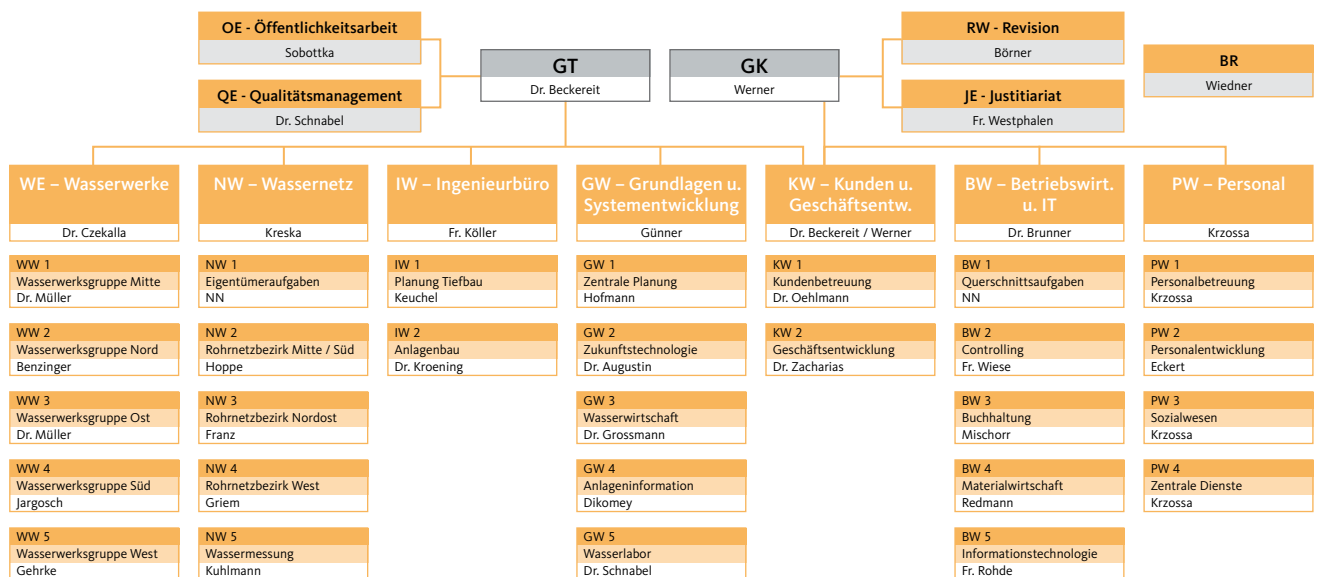 OE - Öffentlichkeitsarbeit
Sobottka
QE - Qualitätsmanagement
Dr. Schnabel
GT
Dr. Beckereit
GK
Werner
RW - Revision
Börner
JE - Justitiariat
Fr. Westphalen
BR
Wiedner
WE – Wasserwerke
Dr. Czekalla
NW – Wassernetz
Kreska
IW – Ingenieurbüro
Fr. Köller
GW – Grundlagen u.
Systementwicklung
Günner
KW – Kunden u.
Geschäftsentw.
Dr. Beckereit / Werner
BW – Betriebswirt.
u. IT
Dr. Brunner
PW – Personal
Krzossa
WW 1
Wasserwerksgruppe Mitte
Dr. Müller
WW 2
Wasserwerksgruppe Nord
Benzinger
WW 3
Wasserwerksgruppe Ost
Dr. Müller
WW 4
Wasserwerksgruppe Süd
Jargosch
WW 5
Wasserwerksgruppe West
Gehrke
NW 1
Eigentümeraufgaben
NN
NW 2
Rohrnetzbezirk Mitte / Süd
Hoppe
NW 3
Rohrnetzbezirk Nordost
Franz
NW 4
Rohrnetzbezirk West
Griem
NW 5
Wassermessung
Kuhlmann
IW 1
Planung Tiefbau
Keuchel
IW 2
Anlagenbau
Dr. Kroening
GW 1
Zentrale Planung
Hofmann
GW 2
Zukunftstechnologie
Dr. Augustin
GW 3
Wasserwirtschaft
Dr. Grossmann
GW 4
Anlageninformation
Dikomey
GW 5
Wasserlabor
Dr. Schnabel
KW 1
Kundenbetreuung
Dr. Oehlmann
KW 2
Geschäftsentwicklung
Dr. Zacharias
BW 1
Querschnittsaufgaben
NN
BW 2
Controlling
Fr. Wiese
BW 3
Buchhaltung
Mischorr
BW 4
Materialwirtschaft
Redmann
BW 5
Informationstechnologie
Fr. Rohde
PW 1
Personalbetreuung
Krzossa
PW 2
Personalentwicklung
Eckert
PW 3
Sozialwesen
Krzossa
PW 4
Zentrale Dienste
Krzossa